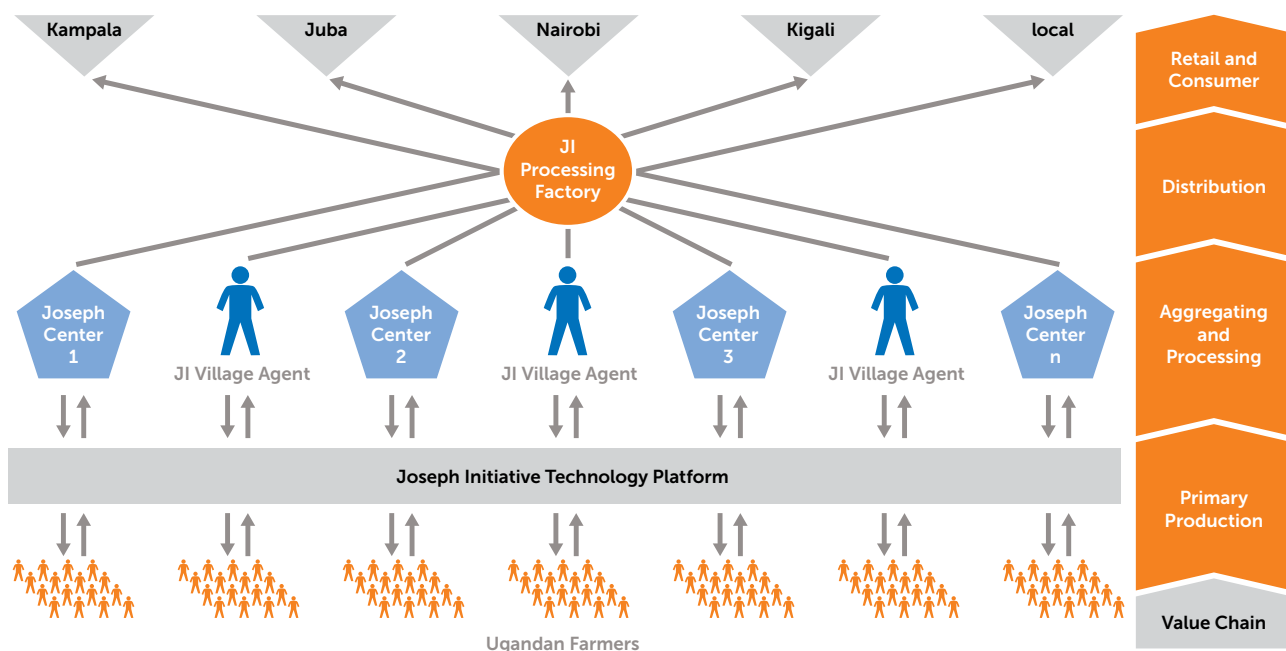 Kampala
Juba
Nairobi
Kigali
local
Retail and
Consumer
JI
Processing
Factory
Distribution
Joseph
Center
1
JI Village Agent
Joseph
Center
2
JI Village Agent
Joseph
Center
3
JI Village Agent
Joseph
Center
n
Aggregating
and
Processing
Joseph Initiative Technology Platform
Primary
Production
Ugandan Farmers
Value Chain